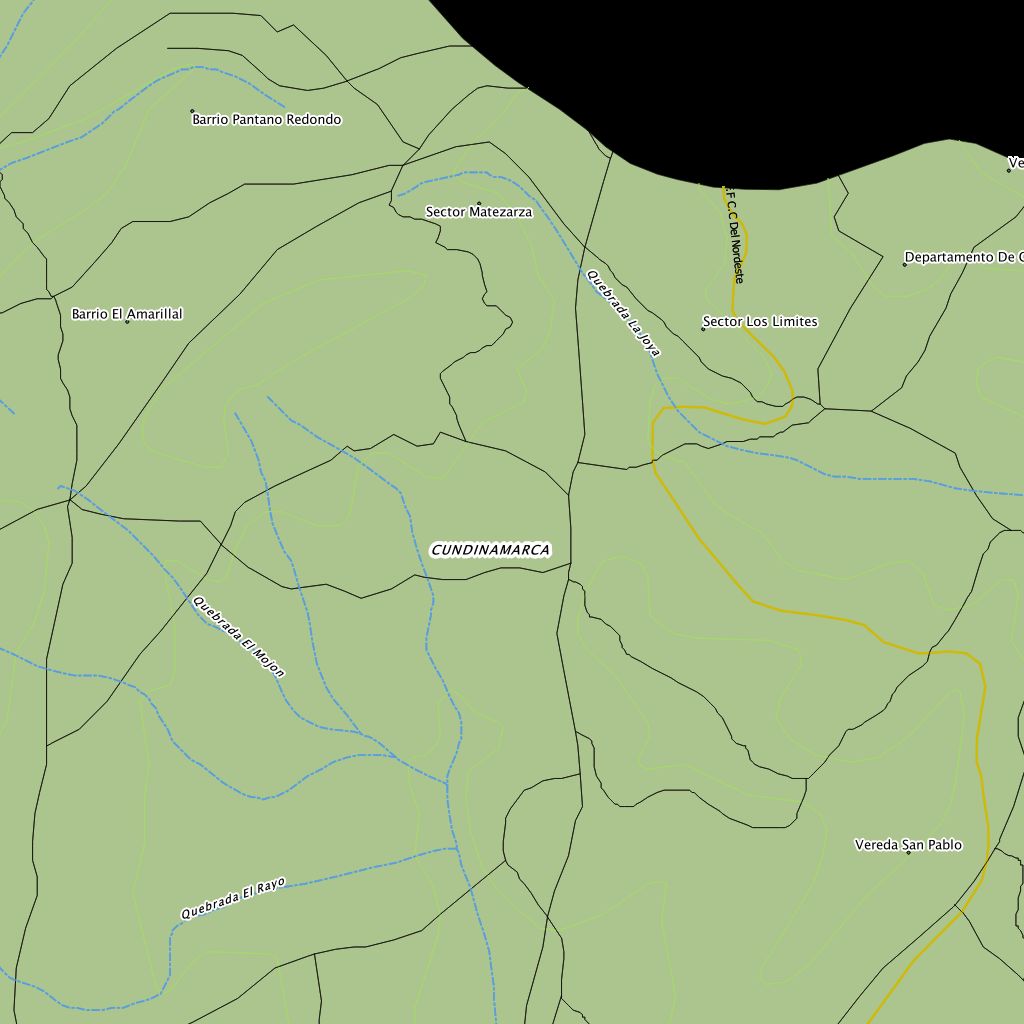 Barrio Pantano Redondo
Ve
Sector Matezarza
F C.C Del Nordeste
Departamento De C
Quebrada La Joya
Barrio El Amarillal
Sector Los Limites
CUNDINAMARCA
Quebrada El Mojon
Vereda San Pablo
Quebrada El Rayo